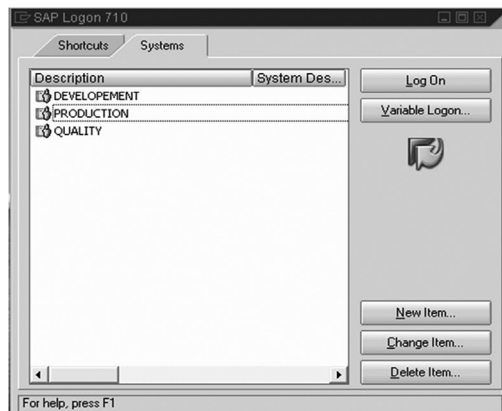 SAP Logon 710
Shortcuts
Systems
Description
System Des...
DEVELOPEMENT
PRODUCTION
QUALITY
Log On
Variable Logon...
New Item...
Change Item...
Delete Item...
For help, press F1